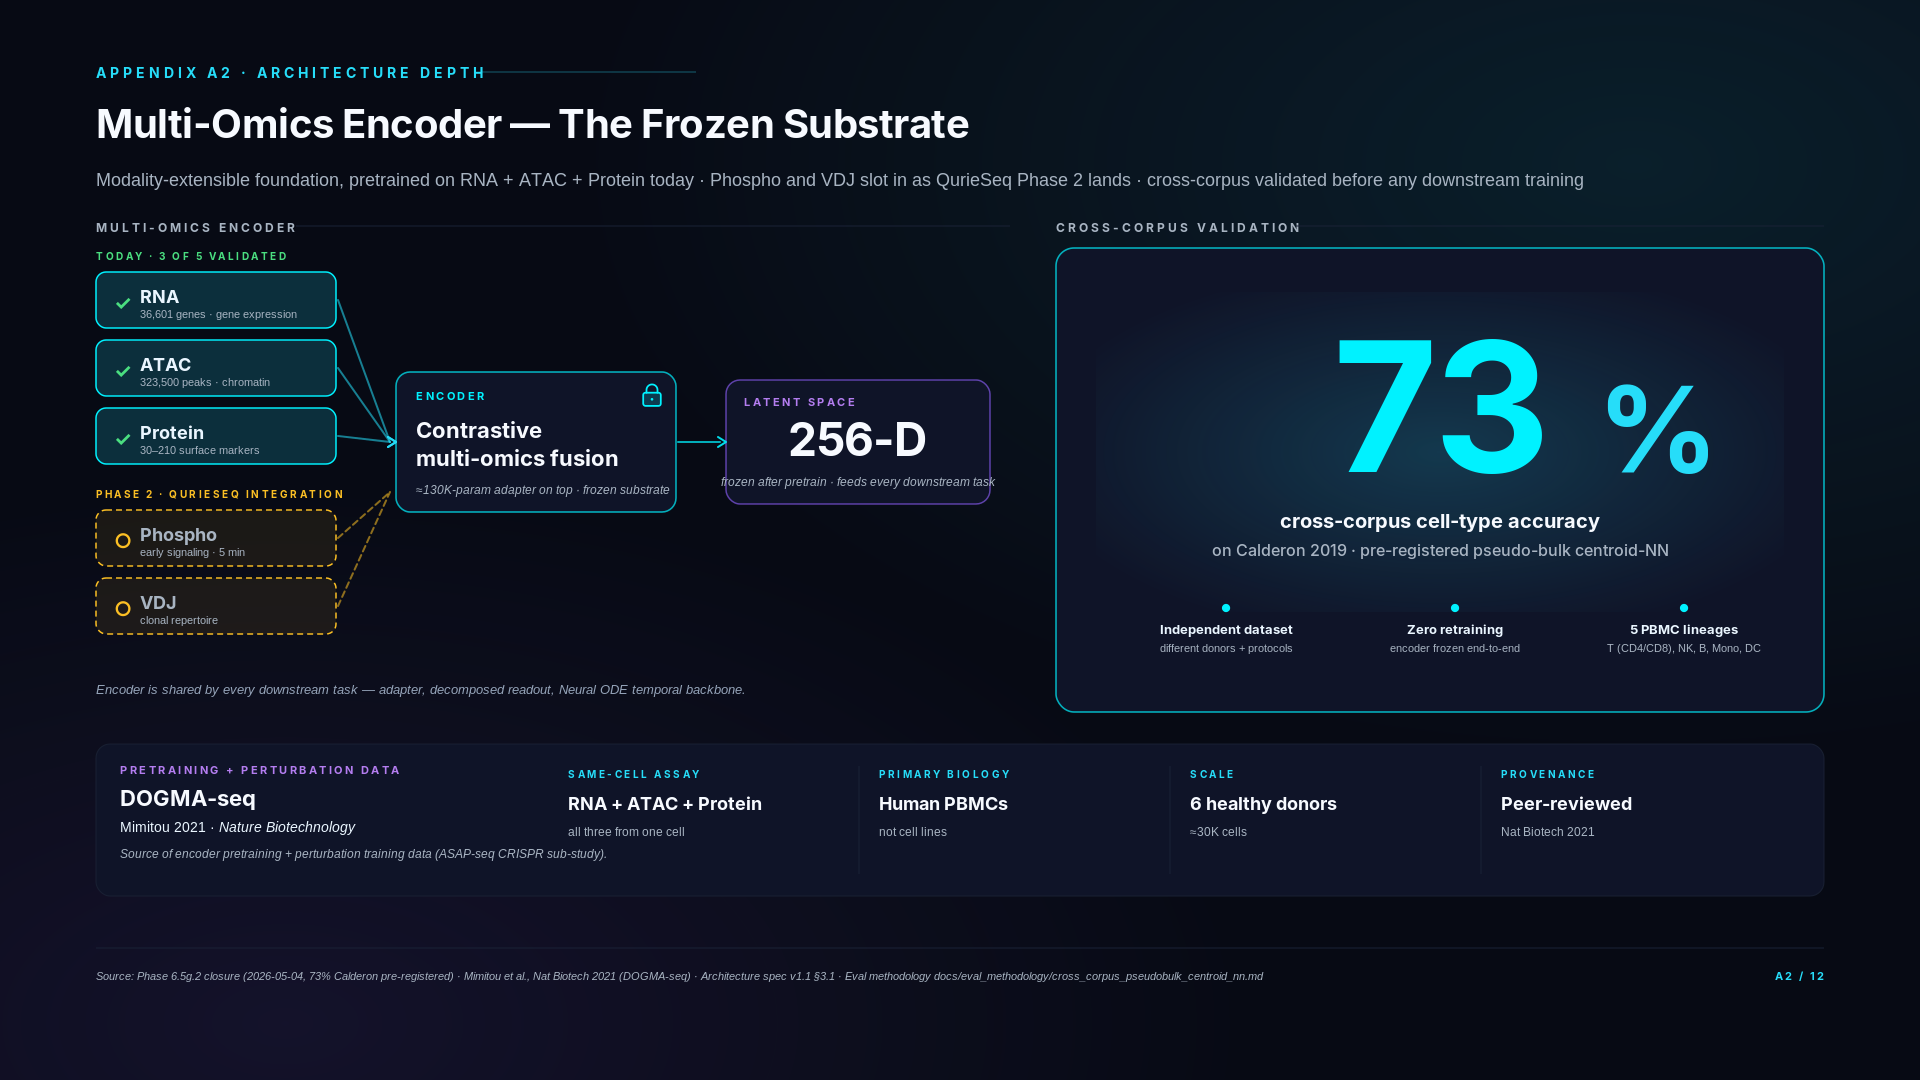 APPENDIX A2 · ARCHITECTURE DEPTH
Multi-Omics Encoder — The Frozen Substrate
Modality-extensible foundation, pretrained on RNA + ATAC + Protein today · Phospho and VDJ slot in as QurieSeq Phase 2 lands · cross-corpus validated before any downstream training
MULTI-OMICS ENCODER
TODAY · 3 OF 5 VALIDATED
RNA
36,601 genes · gene expression
ATAC
323,500 peaks · chromatin
Protein
30–210 surface markers
PHASE 2 · QURIESEQ INTEGRATION
Phospho
early signaling · 5 min
VDJ
clonal repertoire
ENCODER
Contrastive
multi-omics fusion
≈130K-param adapter on top · frozen substrate
LATENT SPACE
256-D
frozen after pretrain · feeds every downstream task
Encoder is shared by every downstream task — adapter, decomposed readout, Neural ODE temporal backbone.
CROSS-CORPUS VALIDATION
73 %
cross-corpus cell-type accuracy
on Calderon 2019 · pre-registered pseudo-bulk centroid-NN
Independent dataset
different donors + protocols
Zero retraining
encoder frozen end-to-end
5 PBMC lineages
T (CD4/CD8), NK, B, Mono, DC
PRETRAINING + PERTURBATION DATA
DOGMA-seq
Mimitou 2021 · Nature Biotechnology
Source of encoder pretraining + perturbation training data (ASAP-seq CRISPR sub-study).
SAME-CELL ASSAY
RNA + ATAC + Protein
all three from one cell
PRIMARY BIOLOGY
Human PBMCs
not cell lines
SCALE
6 healthy donors
≈30K cells
PROVENANCE
Peer-reviewed
Nat Biotech 2021
Source: Phase 6.5g.2 closure (2026-05-04, 73% Calderon pre-registered) · Mimitou et al., Nat Biotech 2021 (DOGMA-seq) · Architecture spec v1.1 §3.1 · Eval methodology docs/eval_methodology/cross_corpus_pseudobulk_centroid_nn.md
A2 / 12